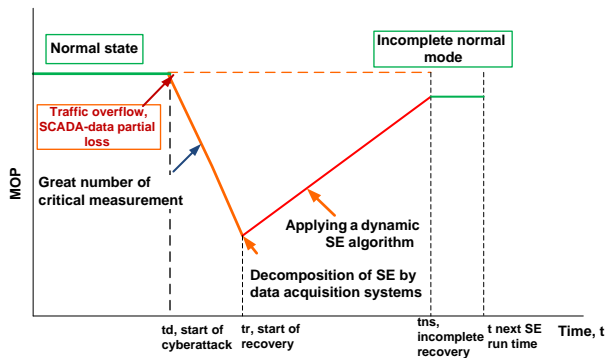 Normal state
Incomplete normal
mode
Traffic overflow,
SCADA-data partial
loss
Great number of
critical measurement
MOP
Applying a dynamic
SE algorithm
Decomposition of SE by
data acquisition systems
td, start of
cyberattack
tr, start of
recovery
tns,
incomplete
recovery
t next SE
run time
Time, t